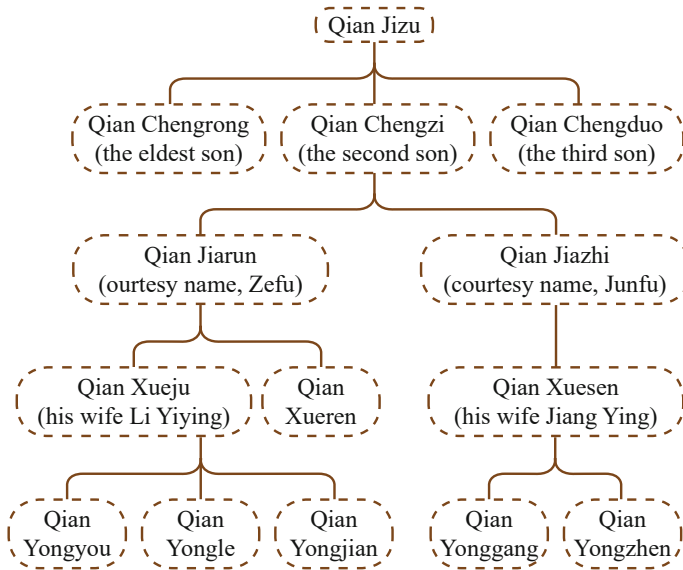 Qian Jizu
Qian Chengrong
(the eldest son)
Qian Chengzi
(the second son)
Qian Chengduo
(the third son)
Qian Jiarun
(ourtesy name, Zefu)
Qian Jiazhi
(courtesy name, Junfu)
Qian Xueju
(his wife Li Yiying)
Qian
Xueren
Qian Xuesen
(his wife Jiang Ying)
Qian
Yongyou
Qian
Yongle
Qian
Yongjian
Qian
Yonggang
Qian
Yongzhen